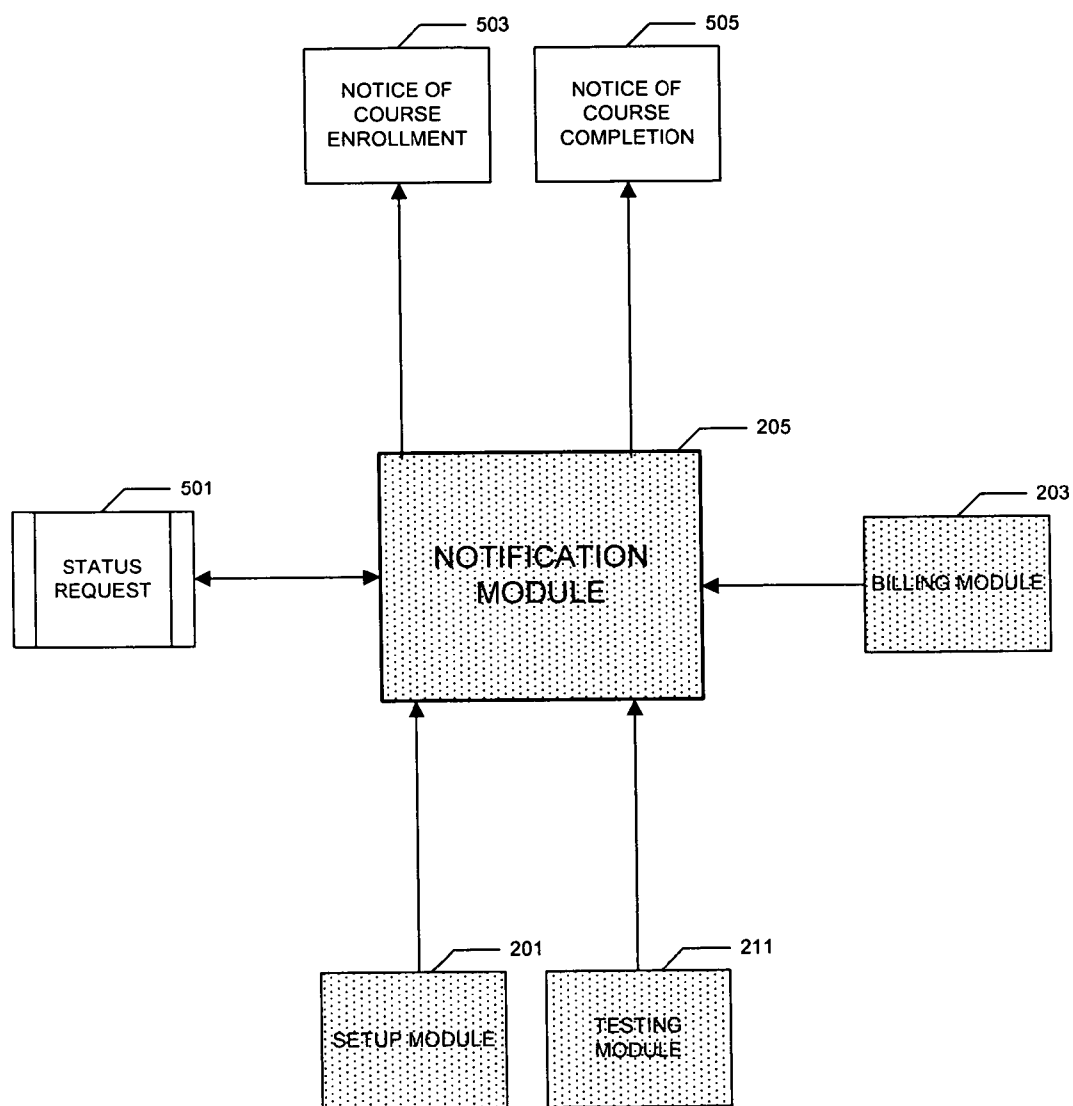 503
NOTICE OF
COURSE
ENROLLMENT
505
NOTICE OF
COURSE
COMPLETION
205
NOTIFICATION
MODULE
501
STATUS
REQUEST
203
BILLING MODULE
201
SETUP MODULE
211
TESTING
MODULE